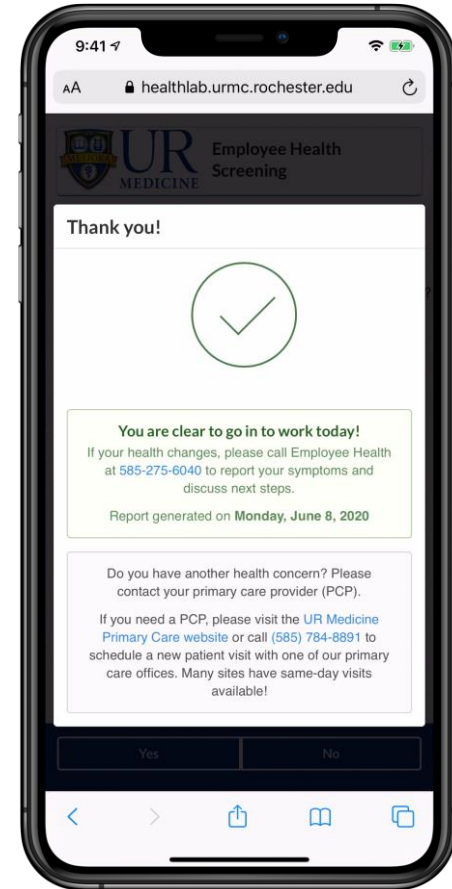 9:41
AA healthlab.urmc.rochester.edu
MELIORA
UR
MEDICINE
Employee Health
Screening
Thank you!
?
You are clear to go in to work today!
If your health changes, please call Employee Health
at 585-275-6040 to report your symptoms and
discuss next steps.
Report generated on Monday, June 8, 2020
Do you have another health concern? Please
contact your primary care provider (PCP).
If you need a PCP, please visit the UR Medicine
Primary Care website or call (585) 784-8891 to
schedule a new patient visit with one of our primary
care offices. Many sites have same-day visits
available!
Yes No